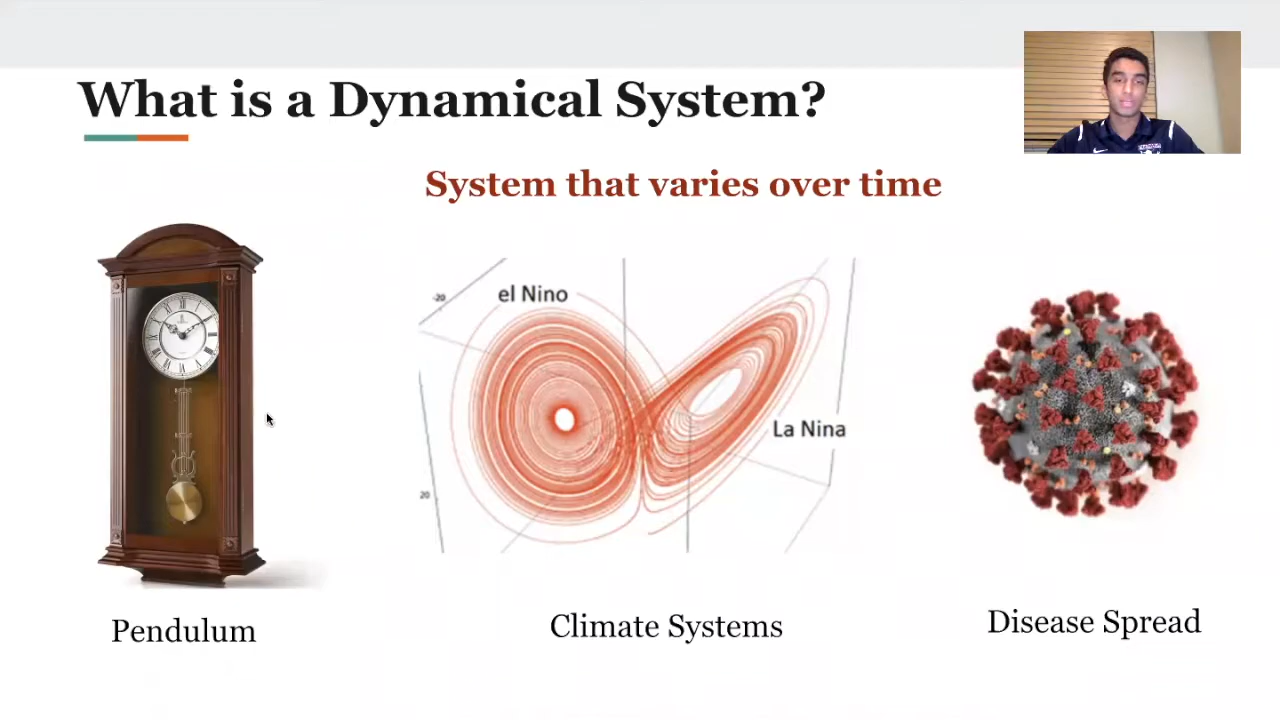 What is a Dynamical System?
System that varies over time
-20
el Nino
La Nina
20
Pendulum
Climate Systems
Disease Spread